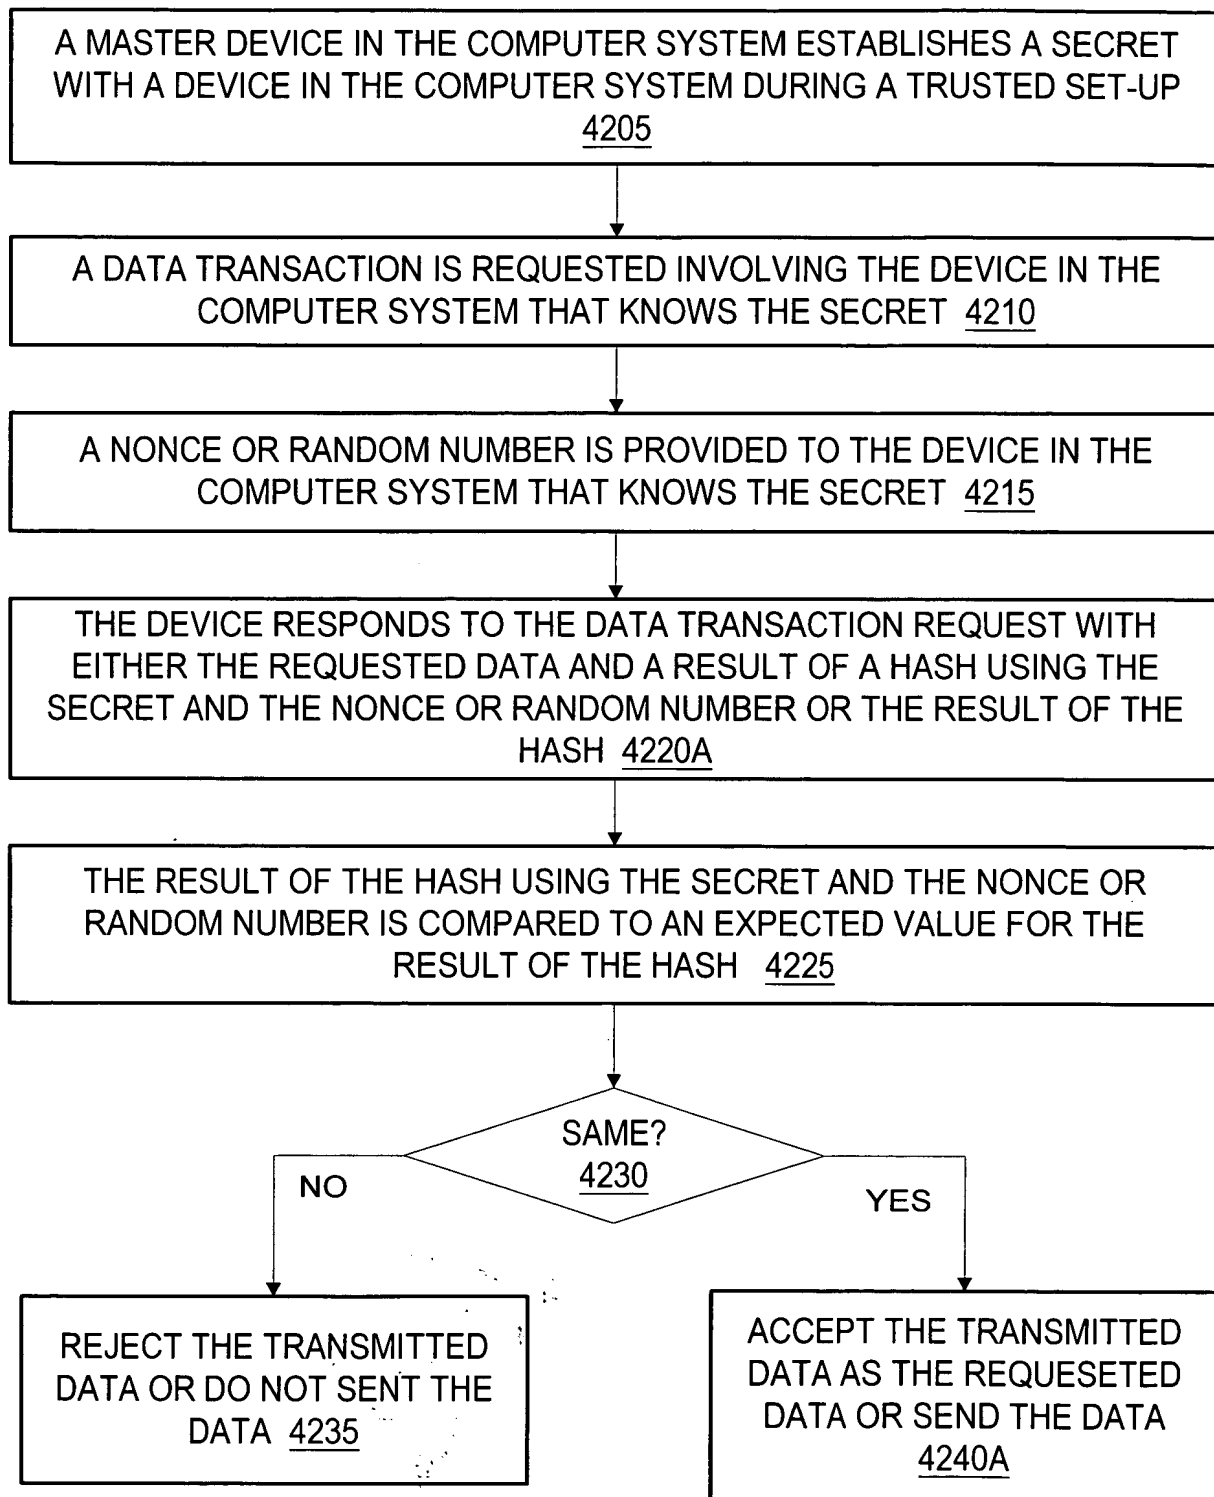 A MASTER DEVICE IN THE COMPUTER SYSTEM ESTABLISHES A SECRET
WITH A DEVICE IN THE COMPUTER SYSTEM DURING A TRUSTED SET-UP
4205
A DATA TRANSACTION IS REQUESTED INVOLVING THE DEVICE IN THE
COMPUTER SYSTEM THAT KNOWS THE SECRET 4210
A NONCE OR RANDOM NUMBER IS PROVIDED TO THE DEVICE IN THE
COMPUTER SYSTEM THAT KNOWS THE SECRET 4215
THE DEVICE RESPONDS TO THE DATA TRANSACTION REQUEST WITH
EITHER THE REQUESTED DATA AND A RESULT OF A HASH USING THE
SECRET AND THE NONCE OR RANDOM NUMBER OR THE RESULT OF THE
HASH 4220A
THE RESULT OF THE HASH USING THE SECRET AND THE NONCE OR
RANDOM NUMBER IS COMPARED TO AN EXPECTED VALUE FOR THE
RESULT OF THE HASH 4225
SAME?
4230
NO
YES
REJECT THE TRANSMITTED
DATA OR DO NOT SENT THE
DATA 4235
ACCEPT THE TRANSMITTED
DATA AS THE REQUESETED
DATA OR SEND THE DATA
4240A